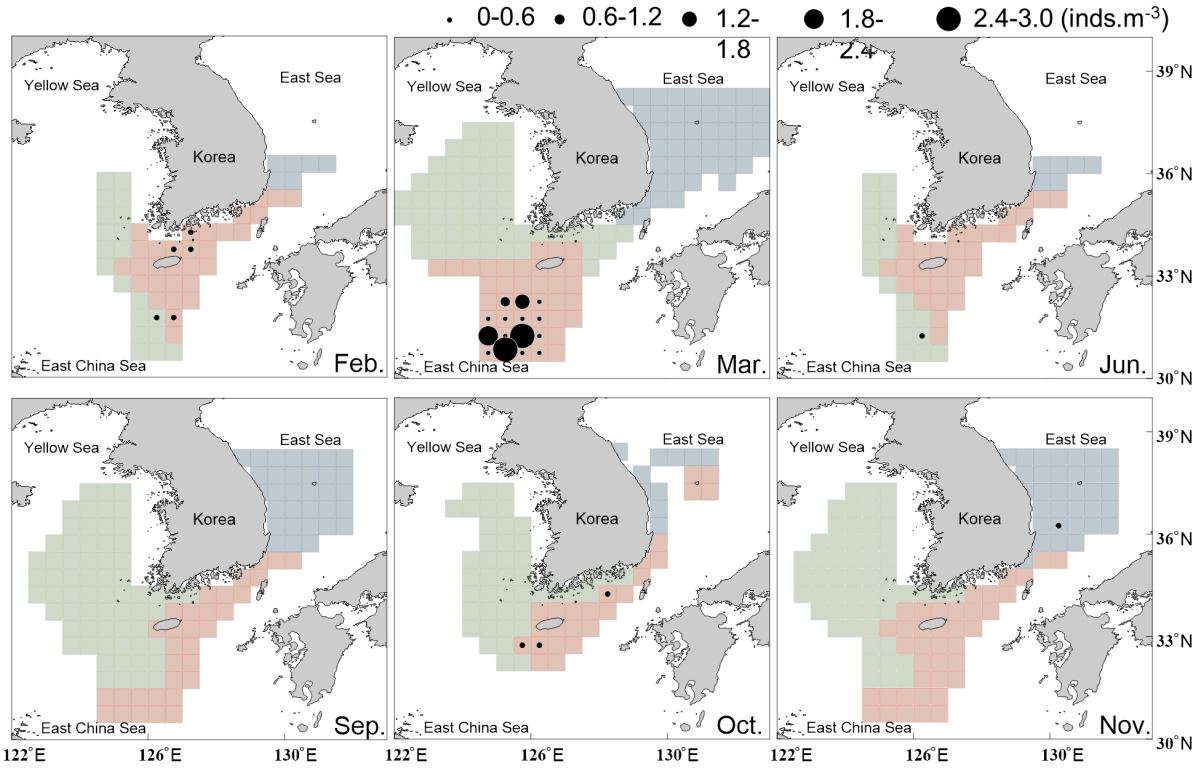 0-0.6 0.6-1.2 1.2-1.8 1.8-2.4 2.4-3.0 (inds.m-3)
Yellow Sea East Sea
Korea
East China Sea Feb.
Yellow Sea East Sea
Korea
East China Sea Mar.
Yellow Sea East Sea
Korea
East China Sea Jun.
39°N
36°N
33°N
30°N
Yellow Sea East Sea
Korea
East China Sea Sep.
Yellow Sea East Sea
Korea
East China Sea Oct.
Yellow Sea East Sea
Korea
East China Sea Nov.
39°N
36°N
33°N
30°N
122°E 126°E 130°E 122°E 126°E 130°E 122°E 126°E 130°E